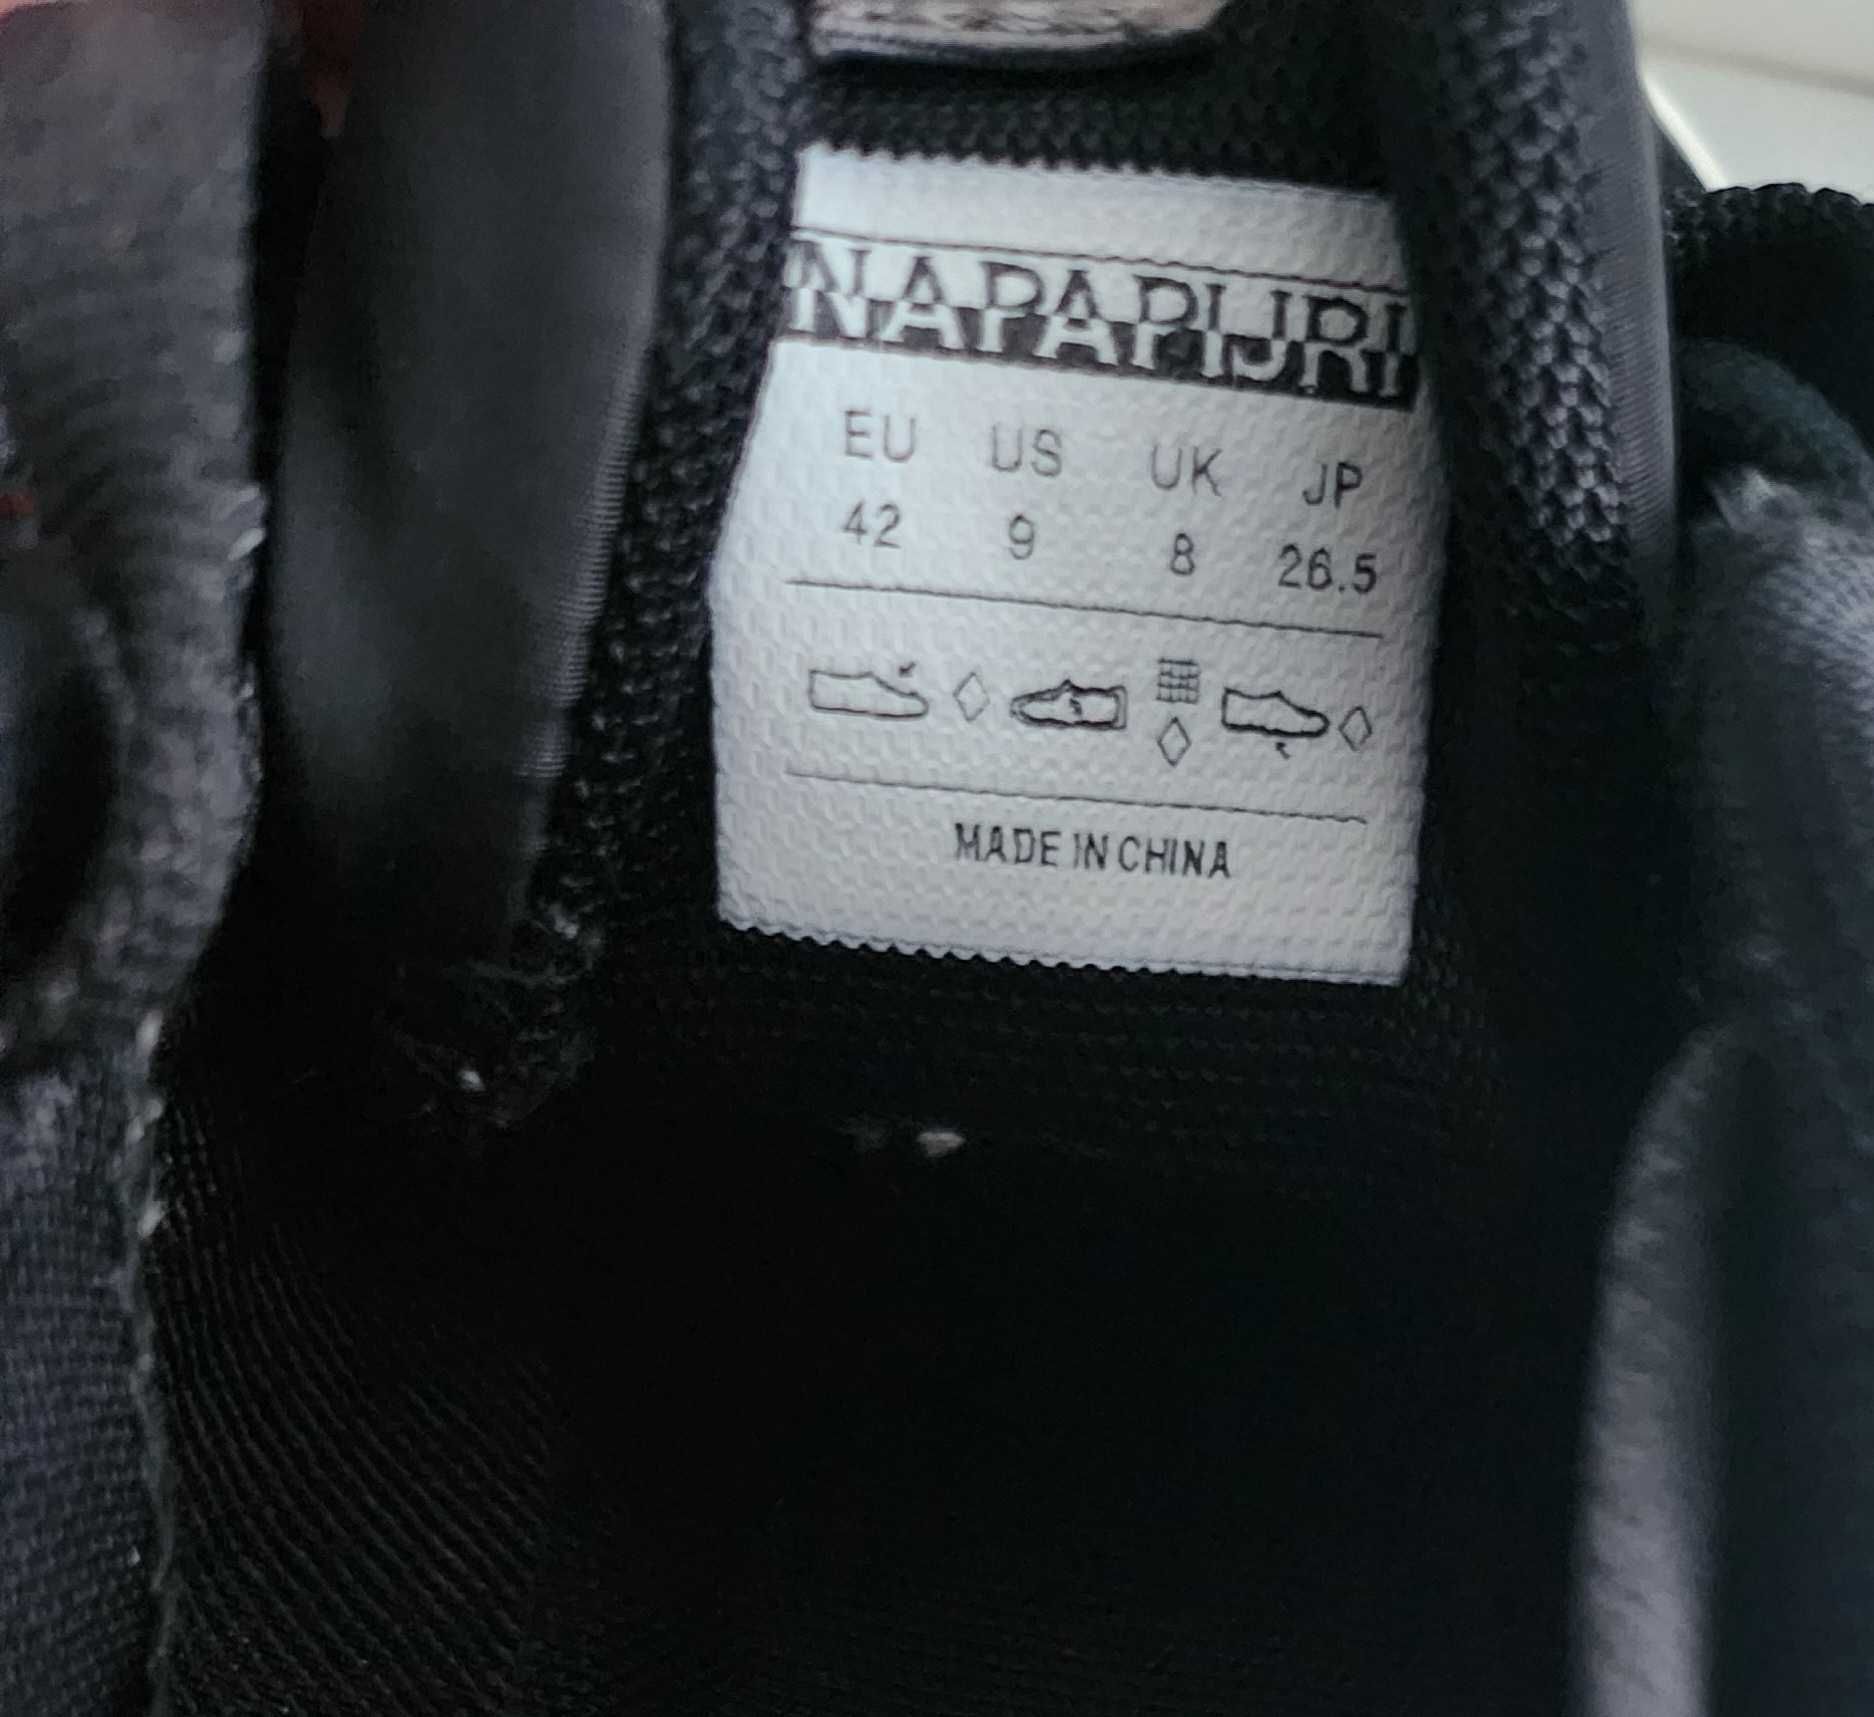 NAPAPIJRI
EU US UK JP
42 9 8 26.5
MADE IN CHINA